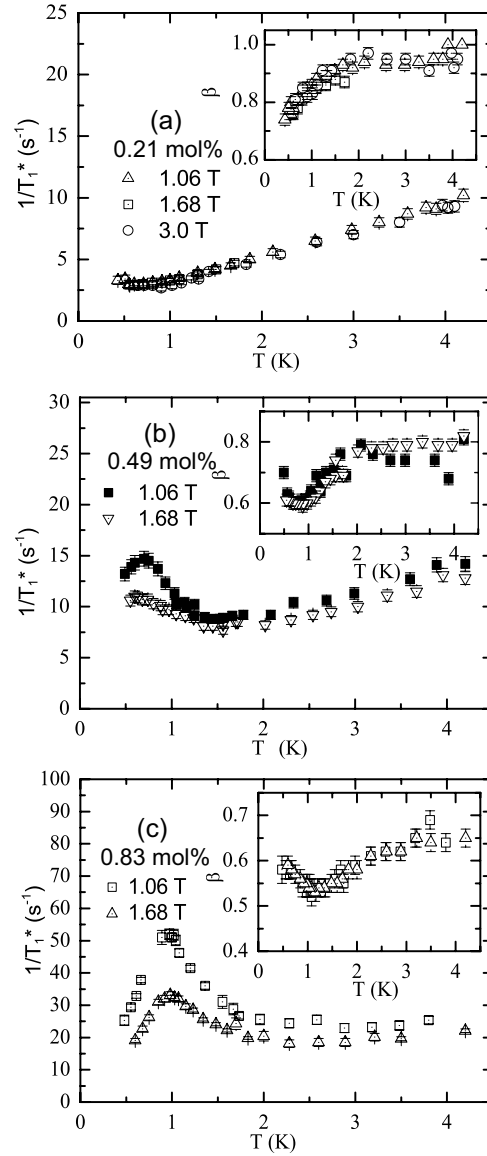 25
20
15
10
5
0
1/T₁* (s⁻¹)
(a)
0.21 mol%
1.06 T
1.68 T
3.0 T
1.0
0.8
0.6
β
0 1 2 3 4
T (K)
0 1 2 3 4
T (K)
30
25
20
15
10
5
0
1/T₁* (s⁻¹)
(b)
0.49 mol%
1.06 T
1.68 T
0.8
0.6
β
0 1 2 3 4
T (K)
0 1 2 3 4
T (K)
100
90
80
70
60
50
40
30
20
10
0
1/T₁* (s⁻¹)
(c)
0.83 mol%
1.06 T
1.68 T
0.7
0.6
0.5
0.4
β
0 1 2 3 4
T (K)
0 1 2 3 4
T (K)